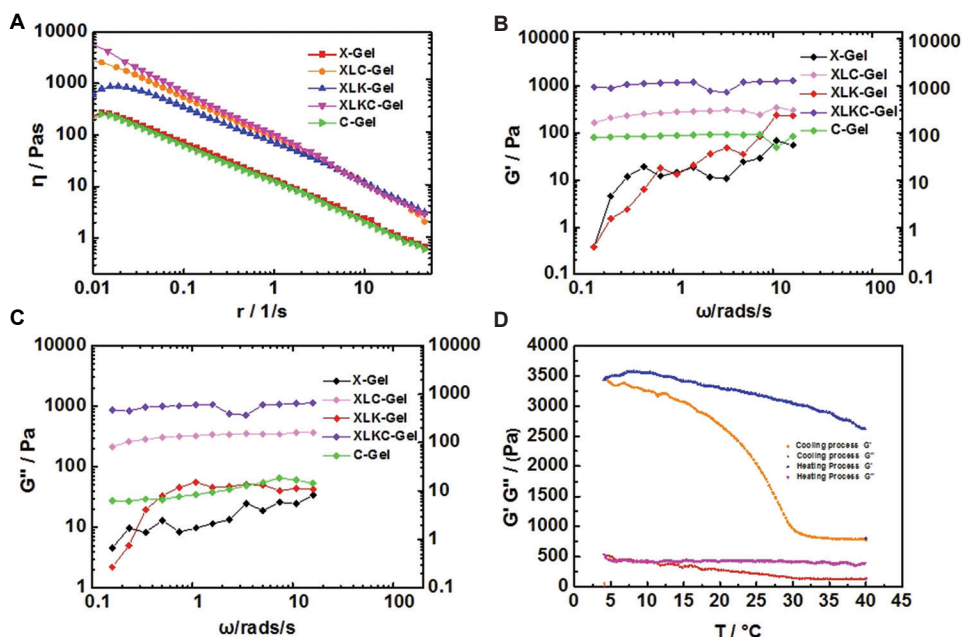 A
10000
1000
100
10
1
0.1
η / Pas
0.01
0.1
1
10
r / 1/s
X-Gel
XLC-Gel
XLK-Gel
XLKC-Gel
C-Gel
B
10000
1000
100
10
1
0.1
G' / Pa
10000
1000
100
10
1
0.1
0.1
1
10
100
ω/rads/s
X-Gel
XLC-Gel
XLK-Gel
XLKC-Gel
C-Gel
C
10000
1000
100
10
1
0.1
G'' / Pa
10000
1000
100
10
1
0.1
0.1
1
10
100
ω/rads/s
X-Gel
XLC-Gel
XLK-Gel
XLKC-Gel
C-Gel
D
4000
3500
3000
2500
2000
1500
1000
500
0
G' G'' / (Pa)
0
5
10
15
20
25
30
35
40
45
T / °C
Cooling process G'
Cooling process G''
Heating Process G'
Heating Process G''